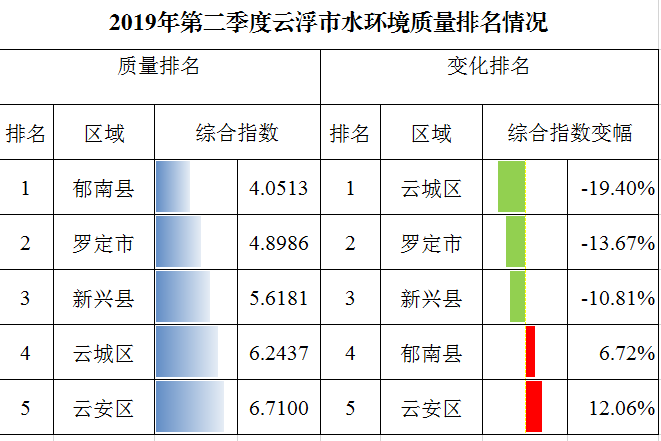 2019年第二季度云浮市水环境质量排名情况
质量排名 变化排名
排名 区域 综合指数 排名 区域 综合指数变幅
1 郁南县 4.0513 1 云城区 -19.40%
2 罗定市 4.8986 2 罗定市 -13.67%
3 新兴县 5.6181 3 新兴县 -10.81%
4 云城区 6.2437 4 郁南县 6.72%
5 云安区 6.7100 5 云安区 12.06%